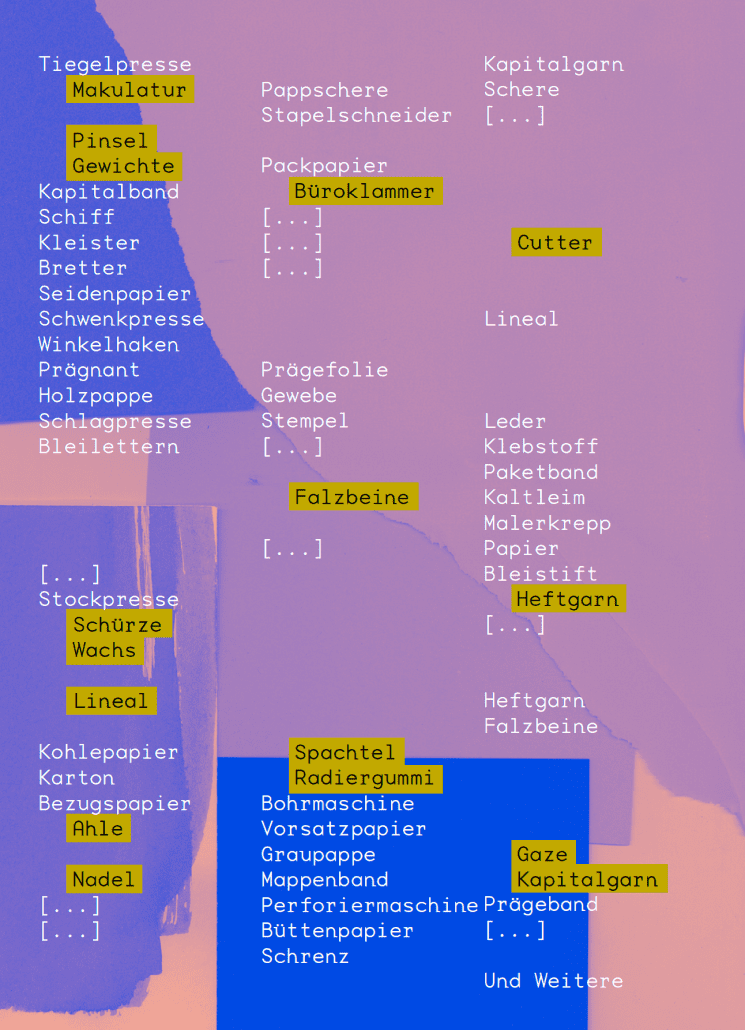 Tiegelpresse
Makulatur
Pinsel
Gewichte
Kapitalband
Schiff
Kleister
Bretter
Seidenpapier
Schwenkpresse
Winkelhaken
Prägnant
Holzpappe
Schlagpresse
Bleilettern
[...]
Stockpresse
Schürze
Wachs
Lineal
Kohlepapier
Karton
Bezugspapier
Ahle
Nadel
[...]
[...]
Pappschere
Stapelschneider
Packpapier
Büroklammer
[...]
[...]
[...]
Prägefolie
Gewebe
Stempel
[...]
Falzbeine
[...]
Spachtel
Radiergummi
Bohrmaschine
Vorsatzpapier
Graupappe
Mappenband
Perforiermaschine
Büttenpapier
Schrenz
Kapitalgarn
Schere
[...]
Cutter
Lineal
Leder
Klebstoff
Paketband
Kaltleim
Malerkrepp
Papier
Bleistift
Heftgarn
[...]
Heftgarn
Falzbeine
Gaze
Kapitalgarn
Prägeband
[...]
Und Weitere